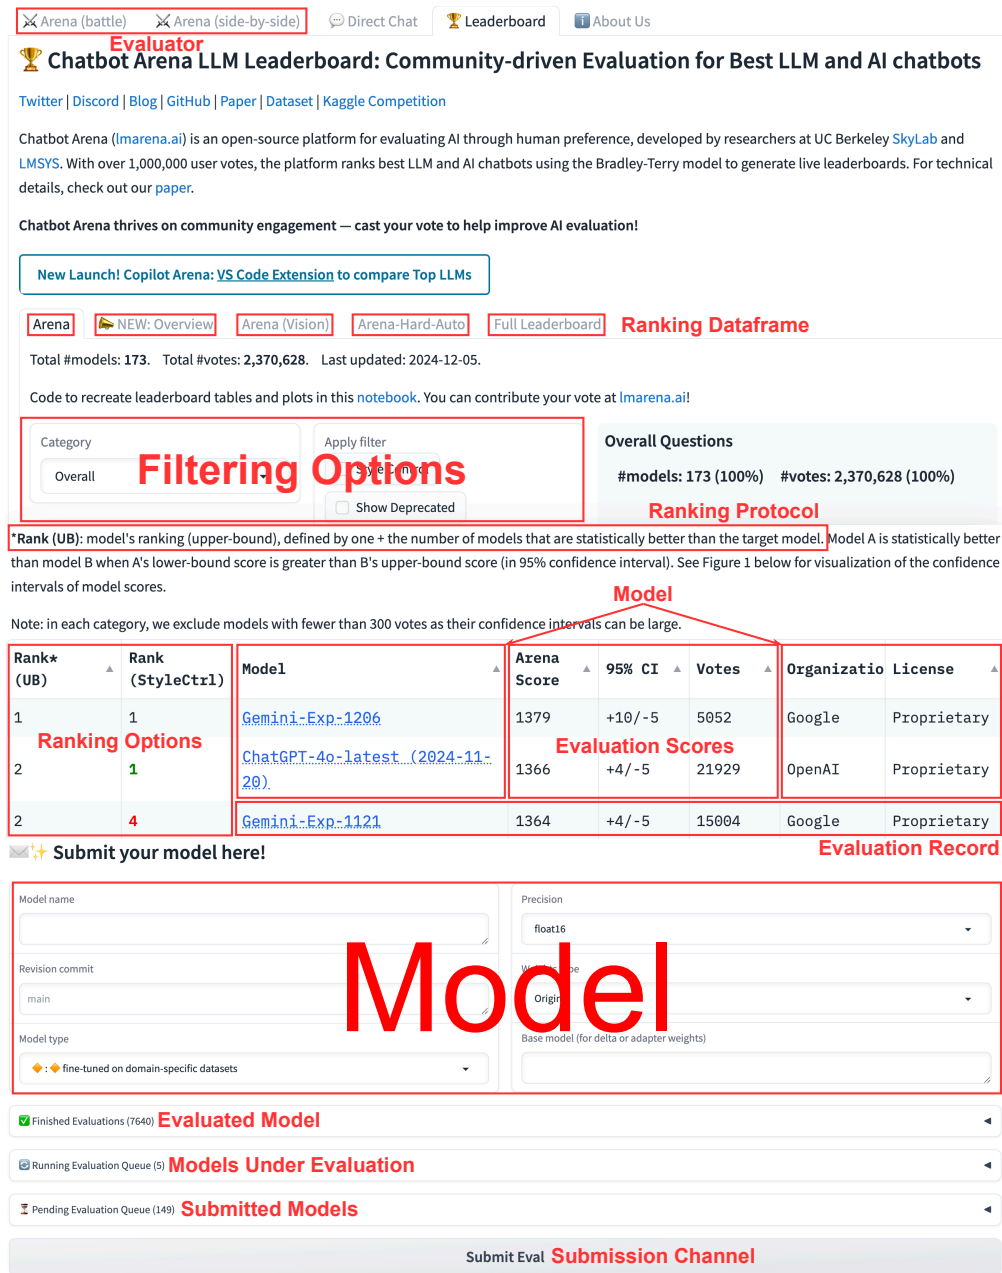 ⚔️ Arena (battle) ⚔️ Arena (side-by-side) 💬 Direct Chat 🏆 Leaderboard ℹ️ About Us
Evaluator
🏆 Chatbot Arena LLM Leaderboard: Community-driven Evaluation for Best LLM and AI chatbots
Twitter | Discord | Blog | GitHub | Paper | Dataset | Kaggle Competition
Chatbot Arena (lmarena.ai) is an open-source platform for evaluating AI through human preference, developed by researchers at UC Berkeley SkyLab and
LMSYS. With over 1,000,000 user votes, the platform ranks best LLM and AI chatbots using the Bradley-Terry model to generate live leaderboards. For technical
details, check out our paper.
Chatbot Arena thrives on community engagement — cast your vote to help improve AI evaluation!
New Launch! Copilot Arena: VS Code Extension to compare Top LLMs
Arena 📣 NEW: Overview Arena (Vision) Arena-Hard-Auto Full Leaderboard Ranking Dataframe
Total #models: 173. Total #votes: 2,370,628. Last updated: 2024-12-05.
Code to recreate leaderboard tables and plots in this notebook. You can contribute your vote at lmarena.ai!
Category Apply filter Overall Questions
Overall Style Control #models: 173 (100%) #votes: 2,370,628 (100%)
Filtering Options
Show Deprecated
Ranking Protocol
*Rank (UB): model's ranking (upper-bound), defined by one + the number of models that are statistically better than the target model. Model A is statistically better
than model B when A's lower-bound score is greater than B's upper-bound score (in 95% confidence interval). See Figure 1 below for visualization of the confidence
intervals of model scores.
Model
Note: in each category, we exclude models with fewer than 300 votes as their confidence intervals can be large.
Rank* (UB) Rank (StyleCtrl) Model Arena Score 95% CI Votes Organizatio License
1 1 Gemini-Exp-1206 1379 +10/-5 5052 Google Proprietary
Ranking Options Evaluation Scores
2 1 ChatGPT-4o-latest (2024-11-20) 1366 +4/-5 21929 OpenAI Proprietary
2 4 Gemini-Exp-1121 1364 +4/-5 15004 Google Proprietary
✉️✨ Submit your model here! Evaluation Record
Model name Precision
float16
Revision commit Weights type
main Original
Model
Model type Base model (for delta or adapter weights)
🔶 : 🔶 fine-tuned on domain-specific datasets
✅ Finished Evaluations (7640) Evaluated Model
🔄 Running Evaluation Queue (5) Models Under Evaluation
⏳ Pending Evaluation Queue (149) Submitted Models
Submit Eval Submission Channel